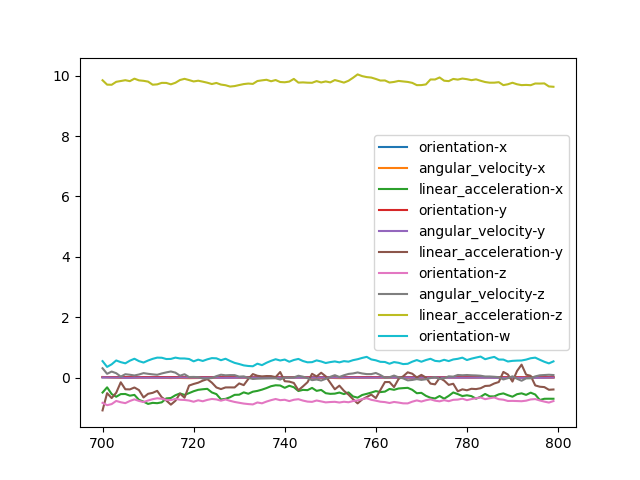 10
8
6
4
2
0
700
720
740
760
780
800
orientation-x
angular_velocity-x
linear_acceleration-x
orientation-y
angular_velocity-y
linear_acceleration-y
orientation-z
angular_velocity-z
linear_acceleration-z
orientation-w